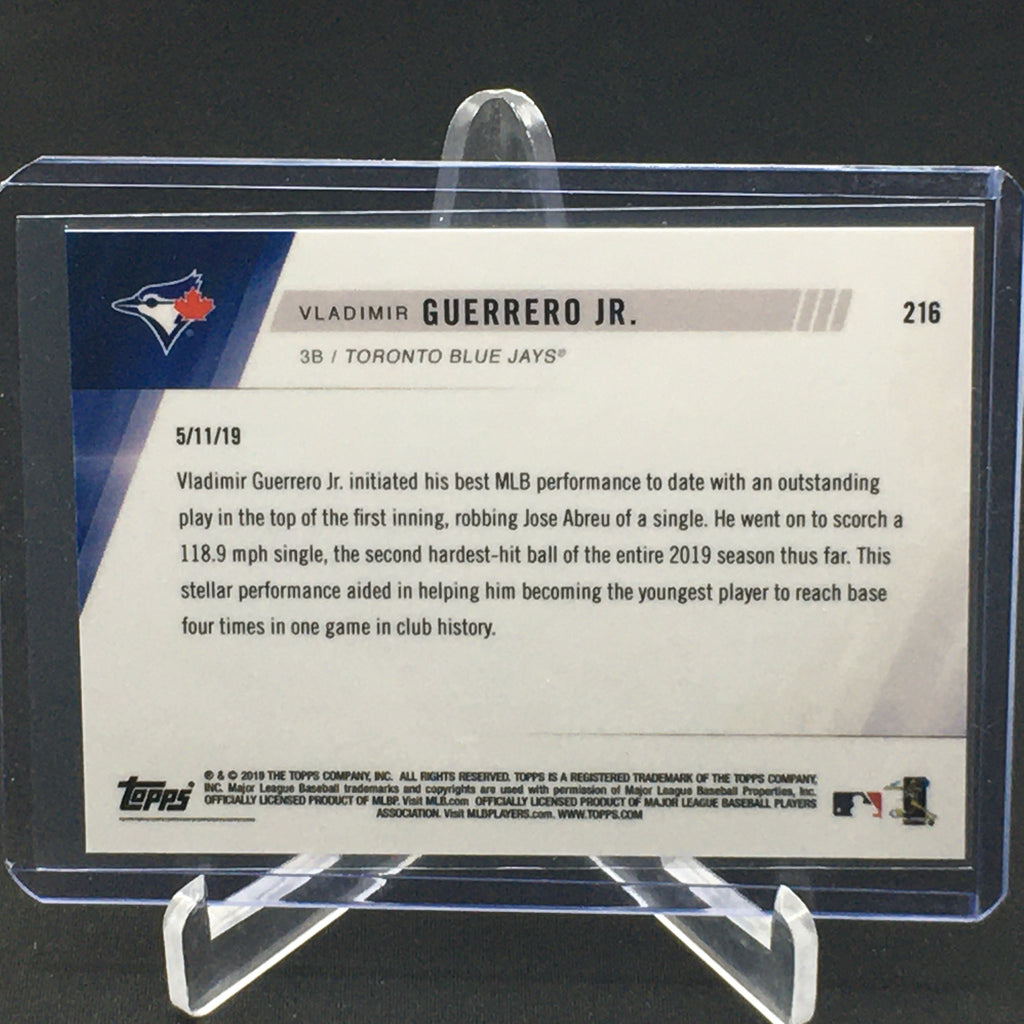 VLADIMIR GUERRERO JR.
216
3B / TORONTO BLUE JAYS®
5/11/19
Vladimir Guerrero Jr. initiated his best MLB performance to date with an outstanding
play in the top of the first inning, robbing Jose Abreu of a single. He went on to scorch a
118.9 mph single, the second hardest-hit ball of the entire 2019 season thus far. This
stellar performance aided in helping him becoming the youngest player to reach base
four times in one game in club history.
Topps®
® & © 2019 THE TOPPS COMPANY, INC. ALL RIGHTS RESERVED. TOPPS IS A REGISTERED TRADEMARK OF THE TOPPS COMPANY,
INC. Major League Baseball trademarks and copyrights are used with permission of Major League Baseball Properties, Inc.
OFFICIALLY LICENSED PRODUCT OF MLBP. Visit MLB.com OFFICIALLY LICENSED PRODUCT OF MAJOR LEAGUE BASEBALL PLAYERS
ASSOCIATION. Visit MLBPLAYERS.com. WWW.TOPPS.COM